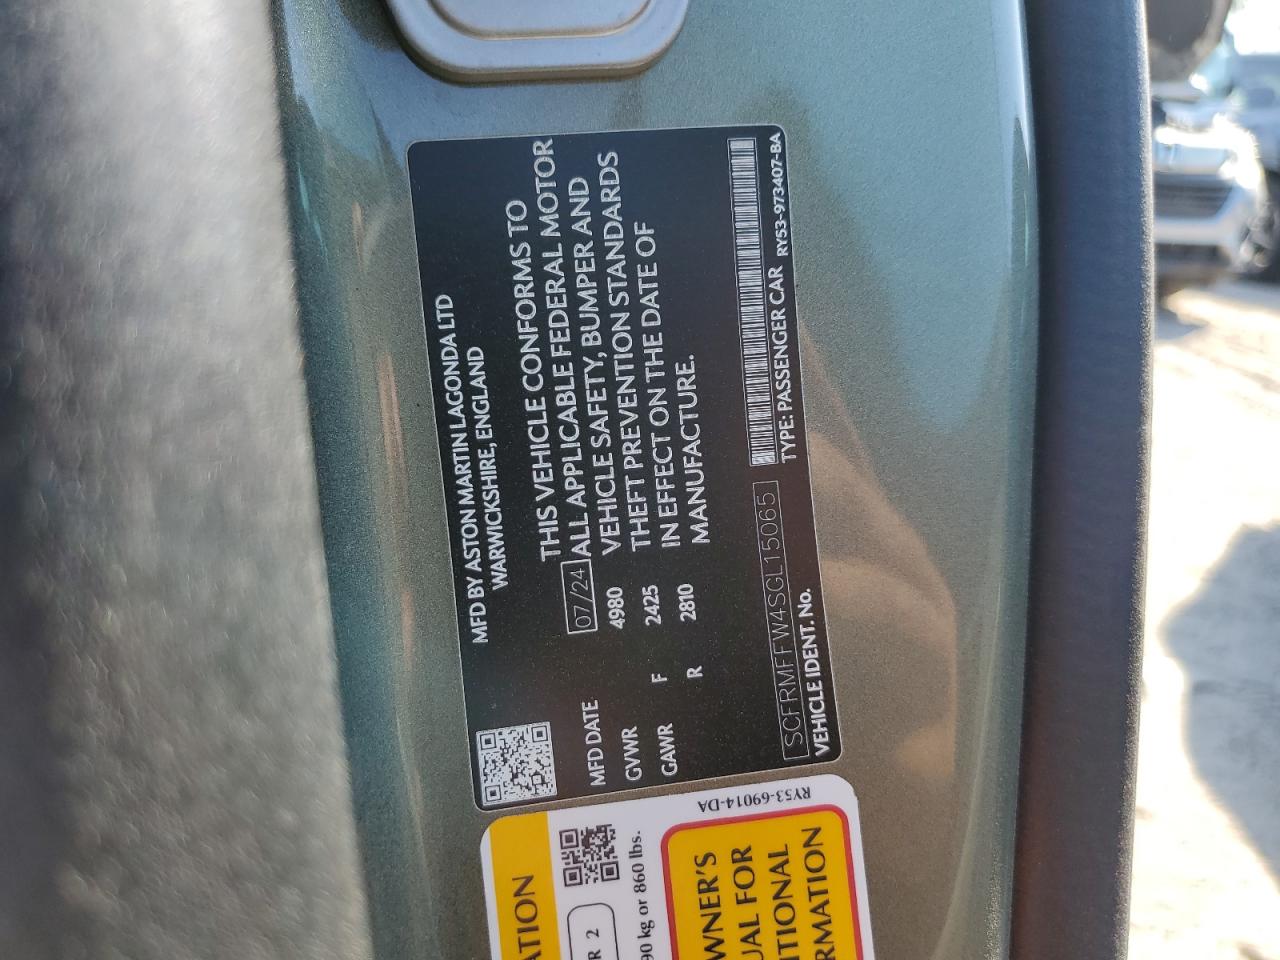 MFD BY ASTON MARTIN LAGONDA LTD
WARWICKSHIRE, ENGLAND
THIS VEHICLE CONFORMS TO
ALL APPLICABLE FEDERAL MOTOR
VEHICLE SAFETY, BUMPER AND
THEFT PREVENTION STANDARDS
IN EFFECT ON THE DATE OF
MANUFACTURE.
MFD DATE 07/24
GVWR 4980
GAWR F 2425
R 2810
SCFRMFFW4SGL15065
VEHICLE IDENT. No.
TYPE: PASSENGER CAR
RY53-973407-BA
RY53-69014-DA
ATION
R 2
90 kg or 860 lbs.
WNER'S
UAL FOR
ITIONAL
RMATION